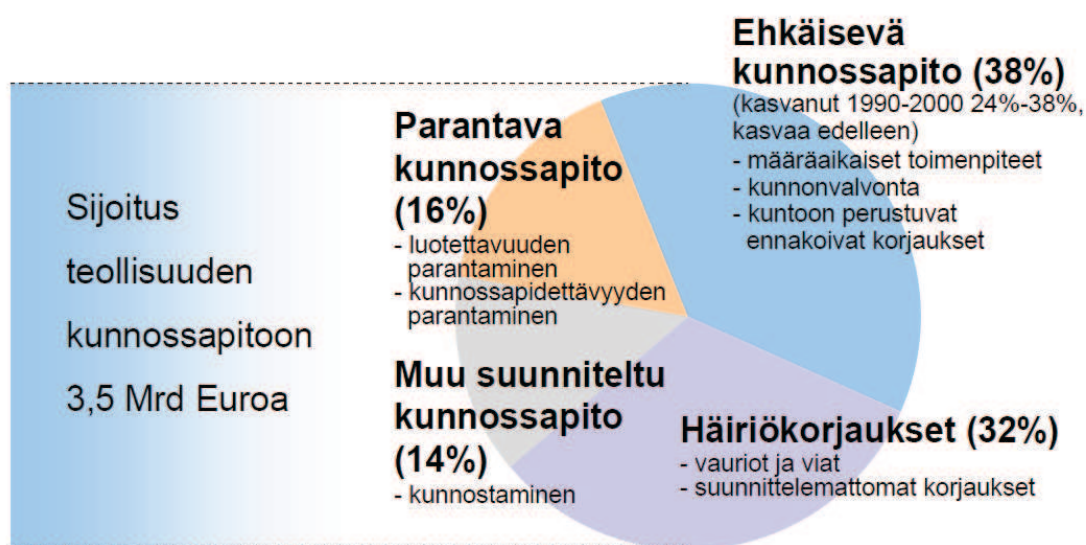 Sijoitus
teollisuuden
kunnossapitoon
3,5 Mrd Euroa
Parantava
kunnossapito
(16%)
- luotettavuuden
parantaminen
- kunnossapidettävyyden
parantaminen
Muu suunniteltu
kunnossapito
(14%)
- kunnostaminen
Ehkäisevä
kunnossapito (38%)
(kasvanut 1990-2000 24%-38%,
kasvaa edelleen)
- määräaikaiset toimenpiteet
- kunnonvalvonta
- kuntoon perustuvat
ennakoivat korjaukset
Häiriökorjaukset (32%)
- vauriot ja viat
- suunnittelemattomat korjaukset